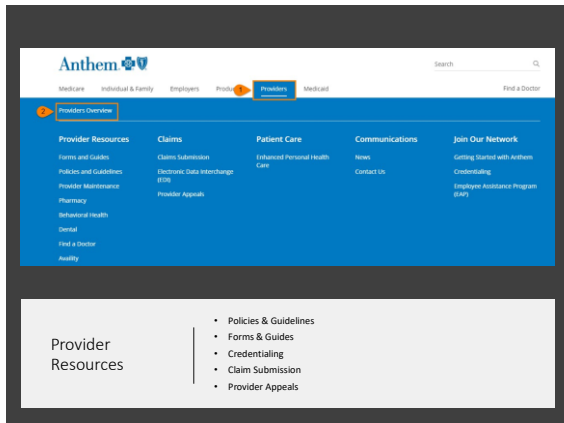 Anthem
Search
Medicare Individual & Family Employers Produ 1 Providers Medicaid Find a Doctor
2 Providers Overview
Provider Resources Claims Patient Care Communications Join Our Network
Forms and Guides Claims Submission Enhanced Personal Health News Getting Started with Anthem
Care
Policies and Guidelines Electronic Data Interchange Contact Us Credentialing
(EDI)
Provider Maintenance Employee Assistance Program
(EAP)
Pharmacy Provider Appeals
Behavioral Health
Dental
Find a Doctor
Availity
Provider
Resources
• Policies & Guidelines
• Forms & Guides
• Credentialing
• Claim Submission
• Provider Appeals